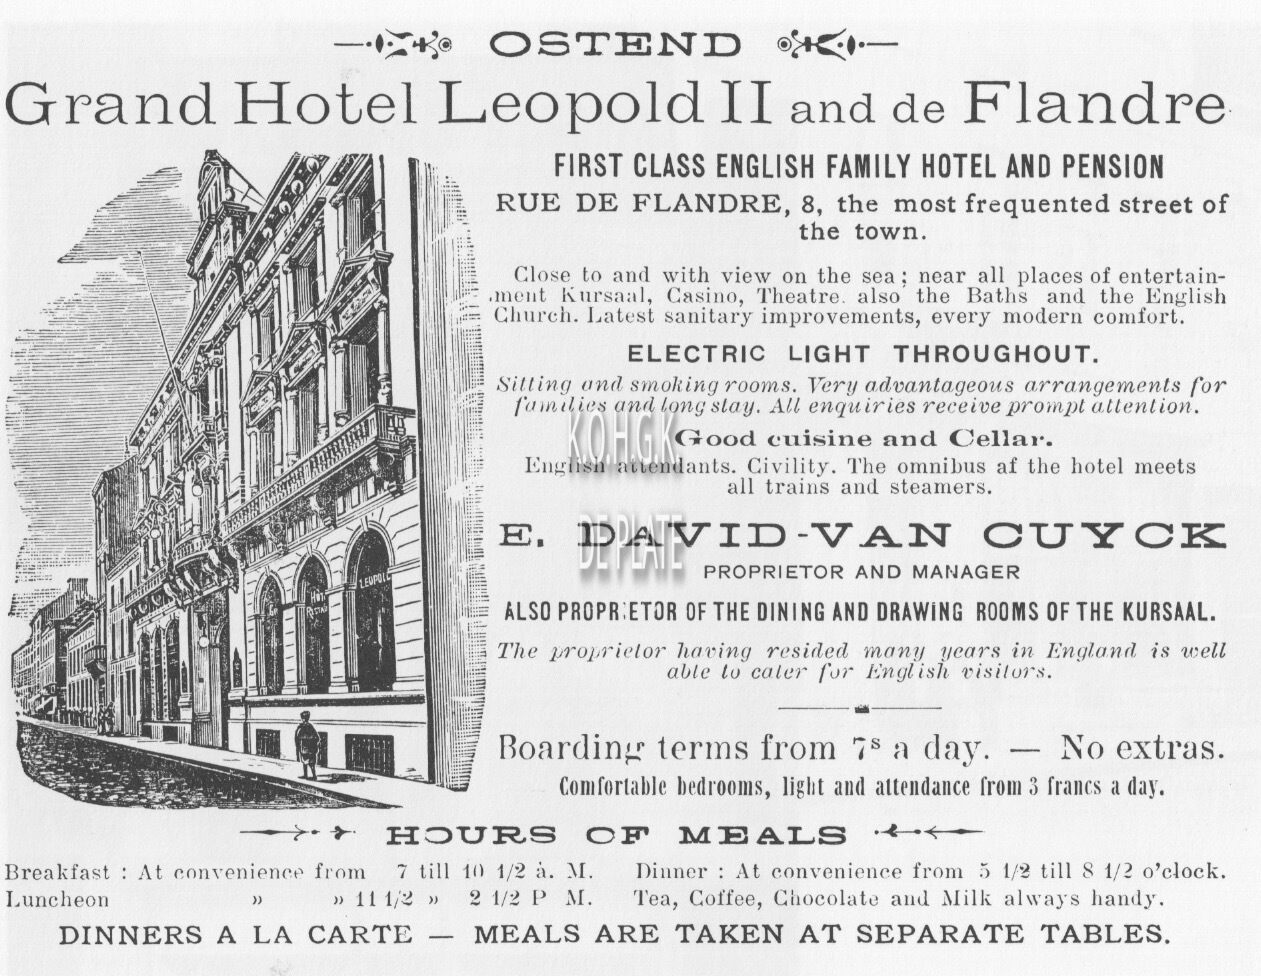 OSTEND
Grand Hotel Leopold II and de Flandre
FIRST CLASS ENGLISH FAMILY HOTEL AND PENSION
RUE DE FLANDRE, 8, the most frequented street of
the town.
Close to and with view on the sea; near all places of entertain-
ment Kursaal, Casino, Theatre also the Baths and the English
Church. Latest sanitary improvements, every modern comfort.
ELECTRIC LIGHT THROUGHOUT.
Sitting and smoking rooms. Very advantageous arrangements for
families and long stay. All enquiries receive prompt attention.
K.O.H.G.K.
Good cuisine and Cellar.
English attendants. Civility. The omnibus af the hotel meets
all trains and steamers.
DE PLATE
E. DAVID-VAN CUYCK
PROPRIETOR AND MANAGER
LEOPOL
ALSO PROPRIETOR OF THE DINING AND DRAWING ROOMS OF THE KURSAAL.
The proprietor having resided many years in England is well
able to cater for English visitors.
Boarding terms from 7s a day. — No extras.
Comfortable bedrooms, light and attendance from 3 francs a day.
HOURS OF MEALS
Breakfast : At convenience from 7 till 10 1/2 à. M. Dinner : At convenience from 5 1/2 till 8 1/2 o'clock.
Luncheon » » 11 1/2 » 2 1/2 P M. Tea, Coffee, Chocolate and Milk always handy.
DINNERS A LA CARTE — MEALS ARE TAKEN AT SEPARATE TABLES.